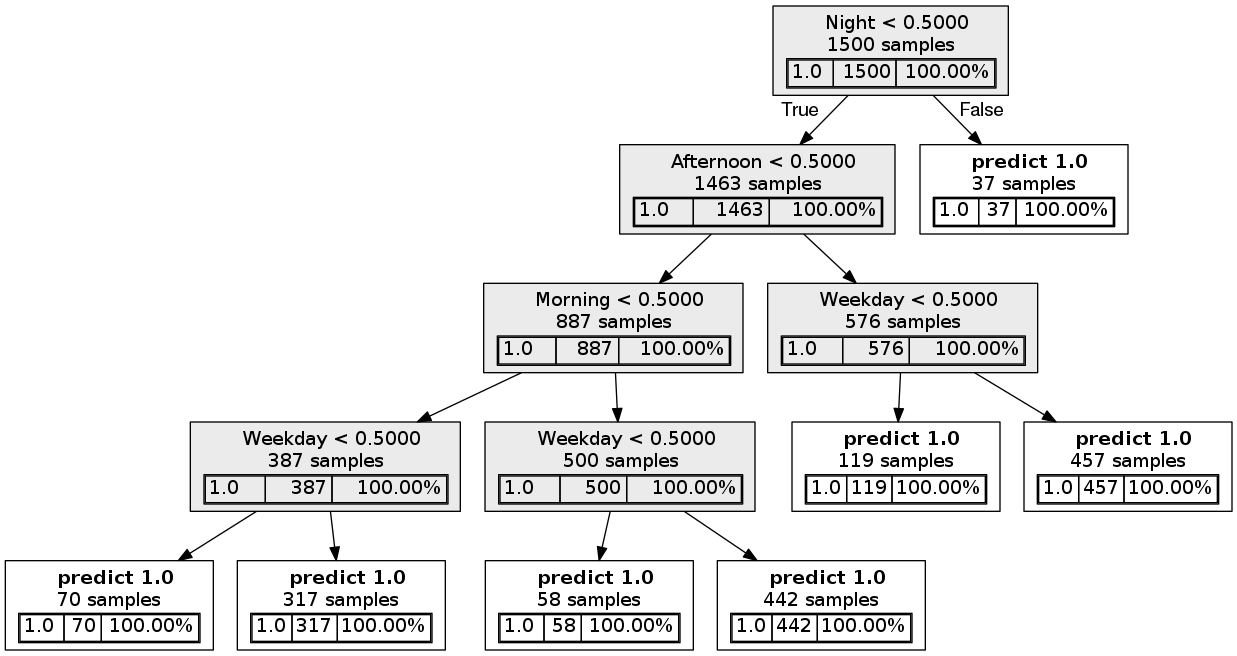 Night < 0.5000
1500 samples
1.0 1500 100.00%
True False
Afternoon < 0.5000
1463 samples
1.0 1463 100.00%
predict 1.0
37 samples
1.0 37 100.00%
Morning < 0.5000
887 samples
1.0 887 100.00%
Weekday < 0.5000
576 samples
1.0 576 100.00%
Weekday < 0.5000
387 samples
1.0 387 100.00%
Weekday < 0.5000
500 samples
1.0 500 100.00%
predict 1.0
119 samples
1.0 119 100.00%
predict 1.0
457 samples
1.0 457 100.00%
predict 1.0
70 samples
1.0 70 100.00%
predict 1.0
317 samples
1.0 317 100.00%
predict 1.0
58 samples
1.0 58 100.00%
predict 1.0
442 samples
1.0 442 100.00%